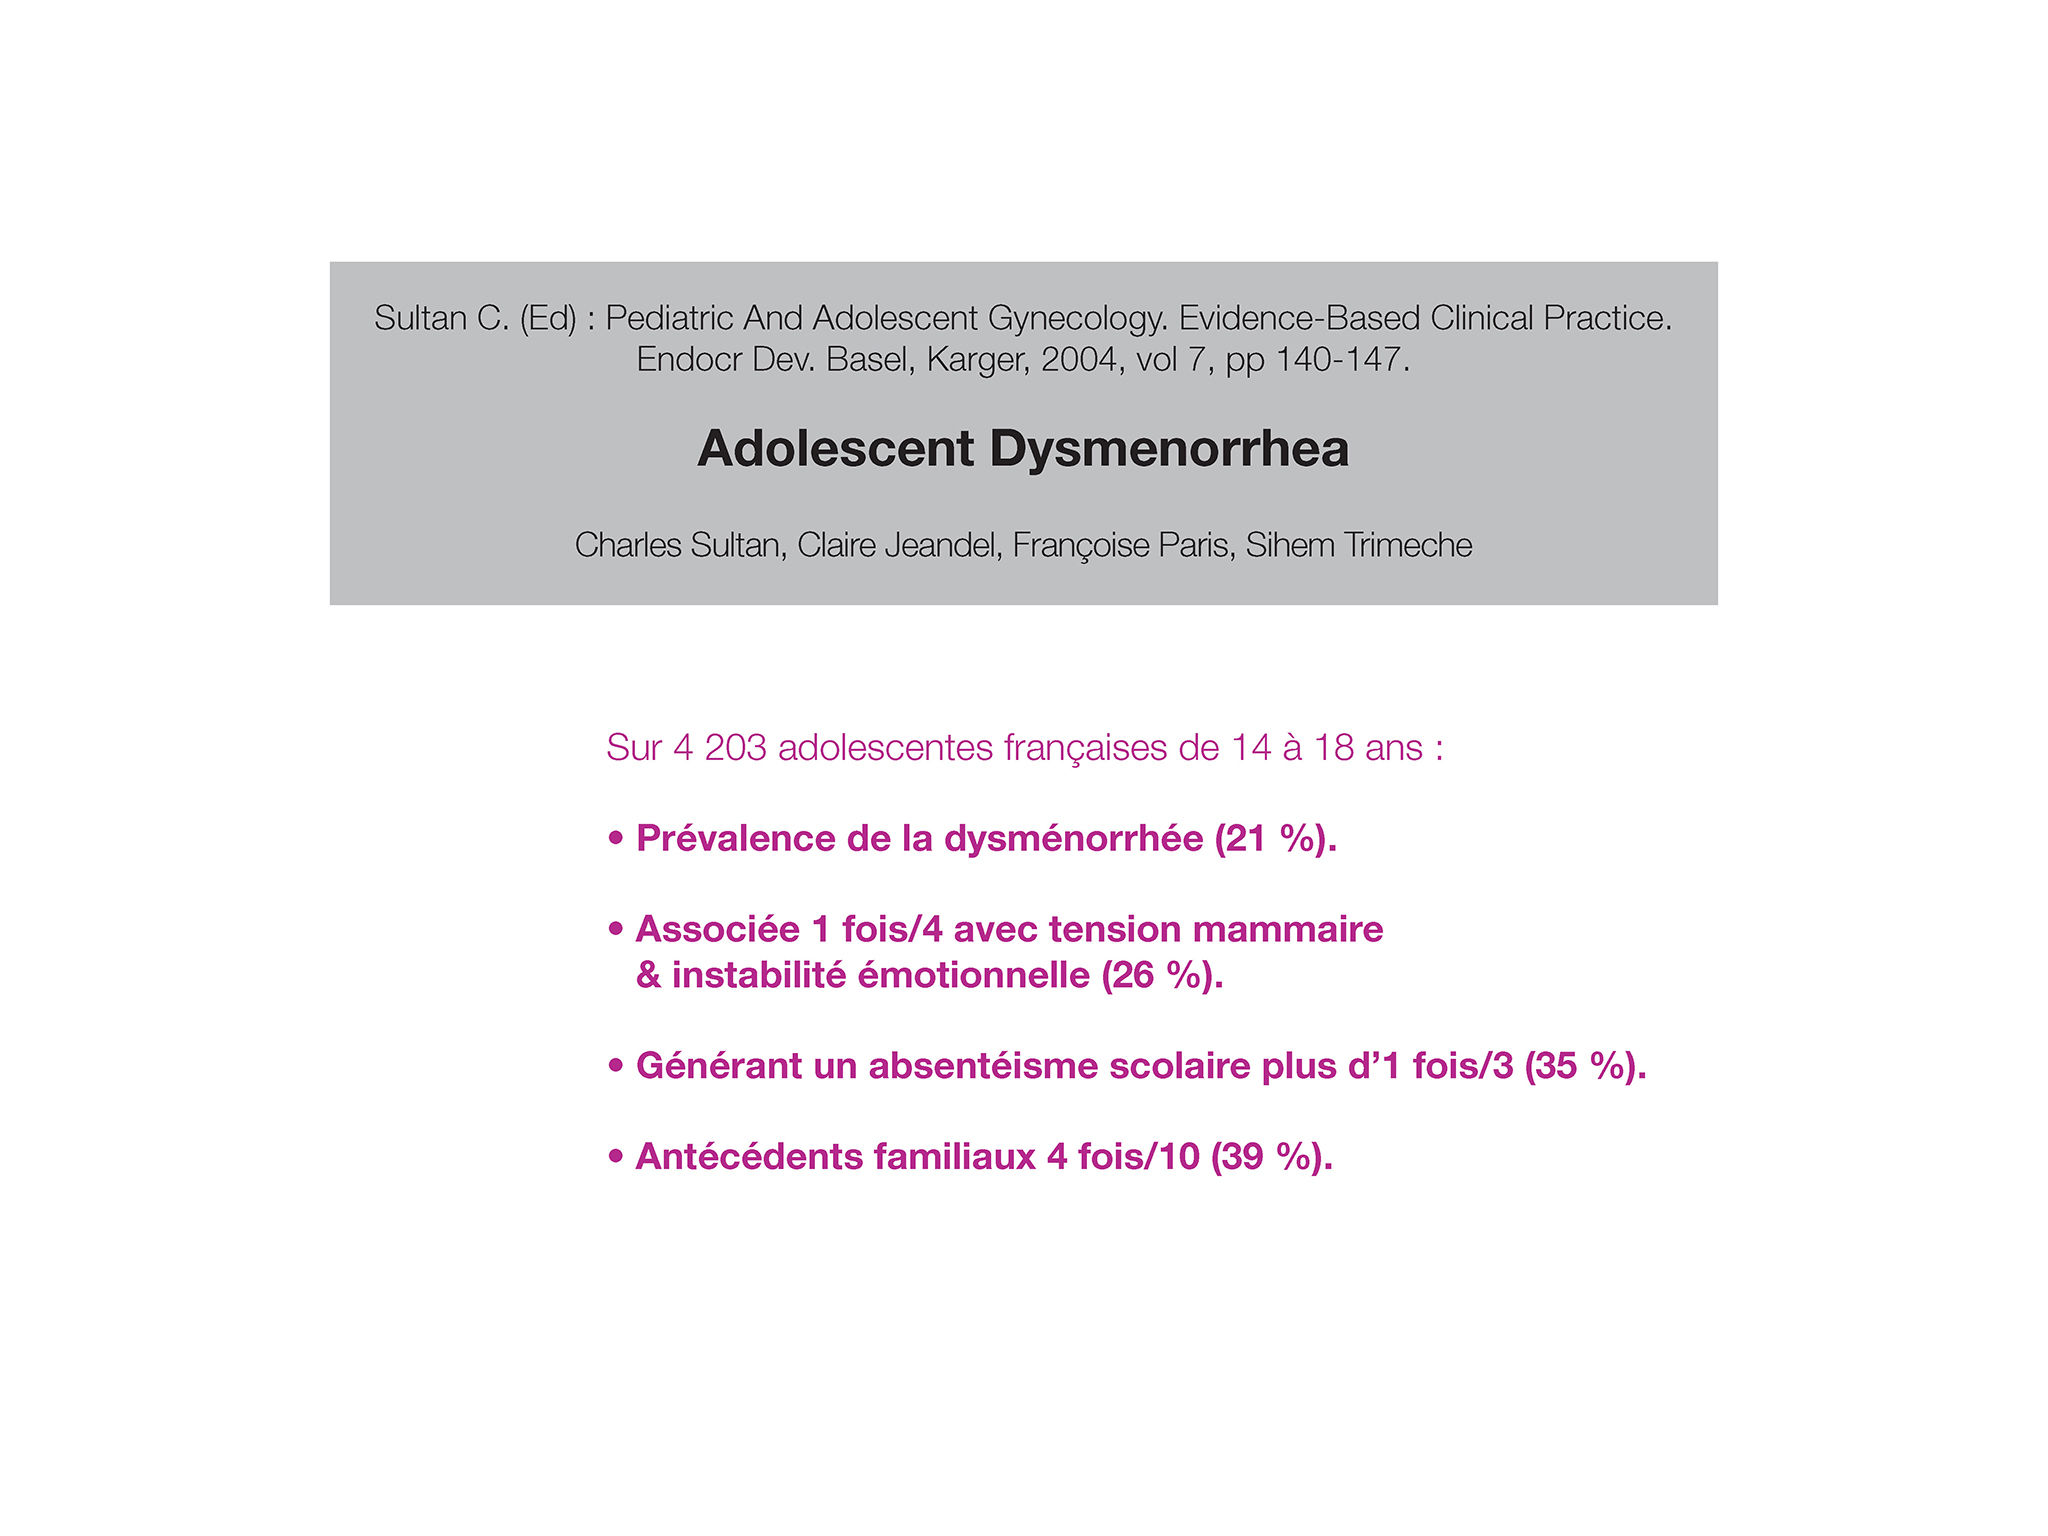 Sultan C. (Ed) : Pediatric And Adolescent Gynecology. Evidence-Based Clinical Practice.
Endocr Dev. Basel, Karger, 2004, vol 7, pp 140-147.
Adolescent Dysmenorrhea
Charles Sultan, Claire Jeandel, Françoise Paris, Sihem Trimeche
Sur 4 203 adolescentes françaises de 14 à 18 ans :
• Prévalence de la dysménorrhée (21 %).
• Associée 1 fois/4 avec tension mammaire
& instabilité émotionnelle (26 %).
• Générant un absentéisme scolaire plus d’1 fois/3 (35 %).
• Antécédents familiaux 4 fois/10 (39 %).